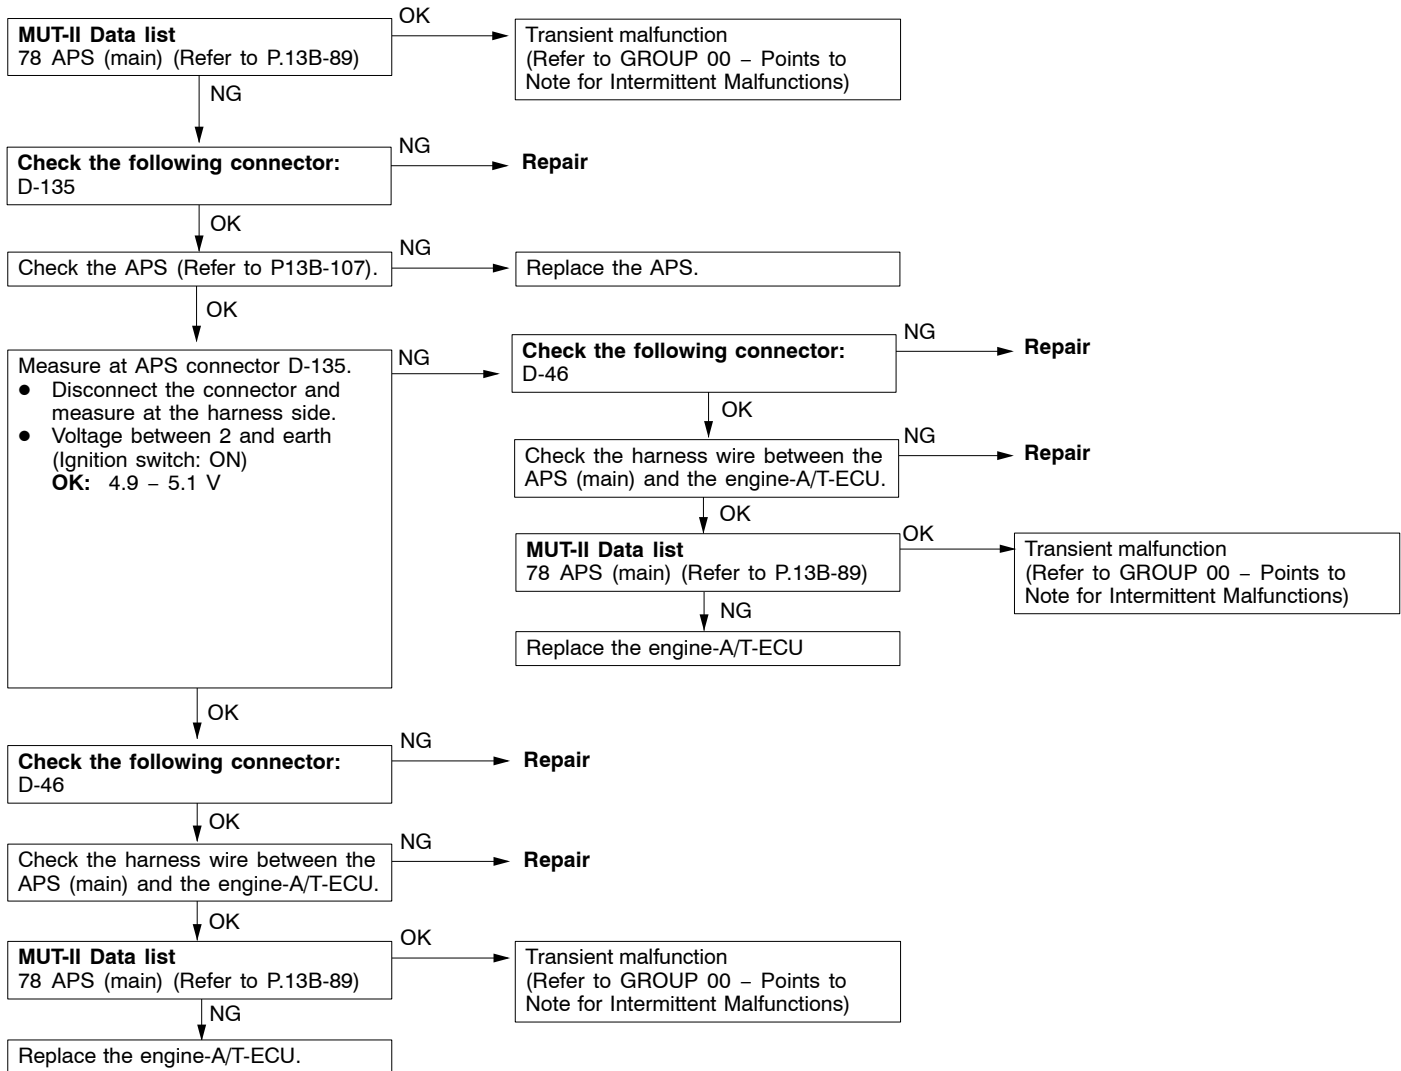 MUT-II Data list
78 APS (main) (Refer to P.13B-89)
OK
Transient malfunction
(Refer to GROUP 00 – Points to
Note for Intermittent Malfunctions)
NG
Check the following connector:
D-135
NG
Repair
OK
Check the APS (Refer to P13B-107).
NG
Replace the APS.
OK
Measure at APS connector D-135.
● Disconnect the connector and
measure at the harness side.
● Voltage between 2 and earth
(Ignition switch: ON)
OK: 4.9 – 5.1 V
NG
Check the following connector:
D-46
NG
Repair
OK
Check the harness wire between the
APS (main) and the engine-A/T-ECU.
NG
Repair
OK
MUT-II Data list
78 APS (main) (Refer to P.13B-89)
OK
Transient malfunction
(Refer to GROUP 00 – Points to
Note for Intermittent Malfunctions)
NG
Replace the engine-A/T-ECU
OK
Check the following connector:
D-46
NG
Repair
OK
Check the harness wire between the
APS (main) and the engine-A/T-ECU.
NG
Repair
OK
MUT-II Data list
78 APS (main) (Refer to P.13B-89)
OK
Transient malfunction
(Refer to GROUP 00 – Points to
Note for Intermittent Malfunctions)
NG
Replace the engine-A/T-ECU.